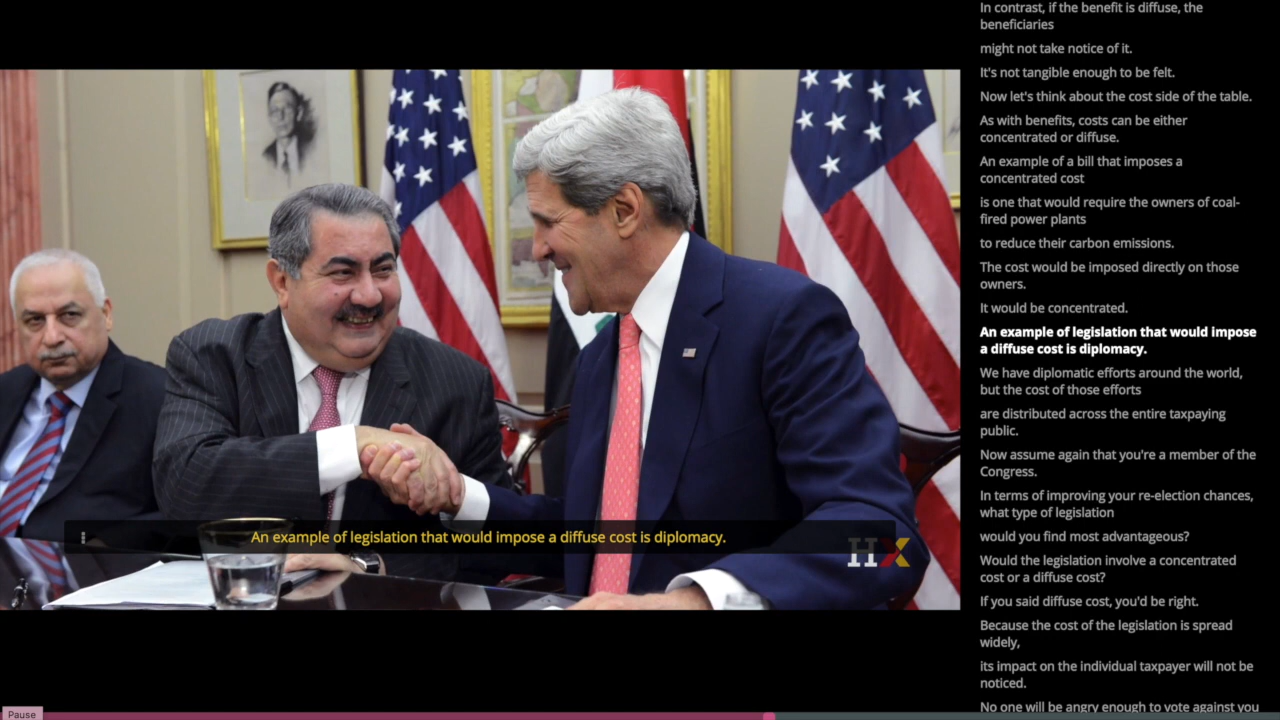 In contrast, if the benefit is diffuse, the
beneficiaries
might not take notice of it.
It's not tangible enough to be felt.
Now let's think about the cost side of the table.
As with benefits, costs can be either
concentrated or diffuse.
An example of a bill that imposes a
concentrated cost
is one that would require the owners of coal-
fired power plants
to reduce their carbon emissions.
The cost would be imposed directly on those
owners.
It would be concentrated.
An example of legislation that would impose
a diffuse cost is diplomacy.
We have diplomatic efforts around the world,
but the cost of those efforts
are distributed across the entire taxpaying
public.
Now assume again that you're a member of the
Congress.
In terms of improving your re-election chances,
what type of legislation
would you find most advantageous?
Would the legislation involve a concentrated
cost or a diffuse cost?
If you said diffuse cost, you'd be right.
Because the cost of the legislation is spread
widely,
its impact on the individual taxpayer will not be
noticed.
No one will be angry enough to vote against you
An example of legislation that would impose a diffuse cost is diplomacy.
HX
Pause